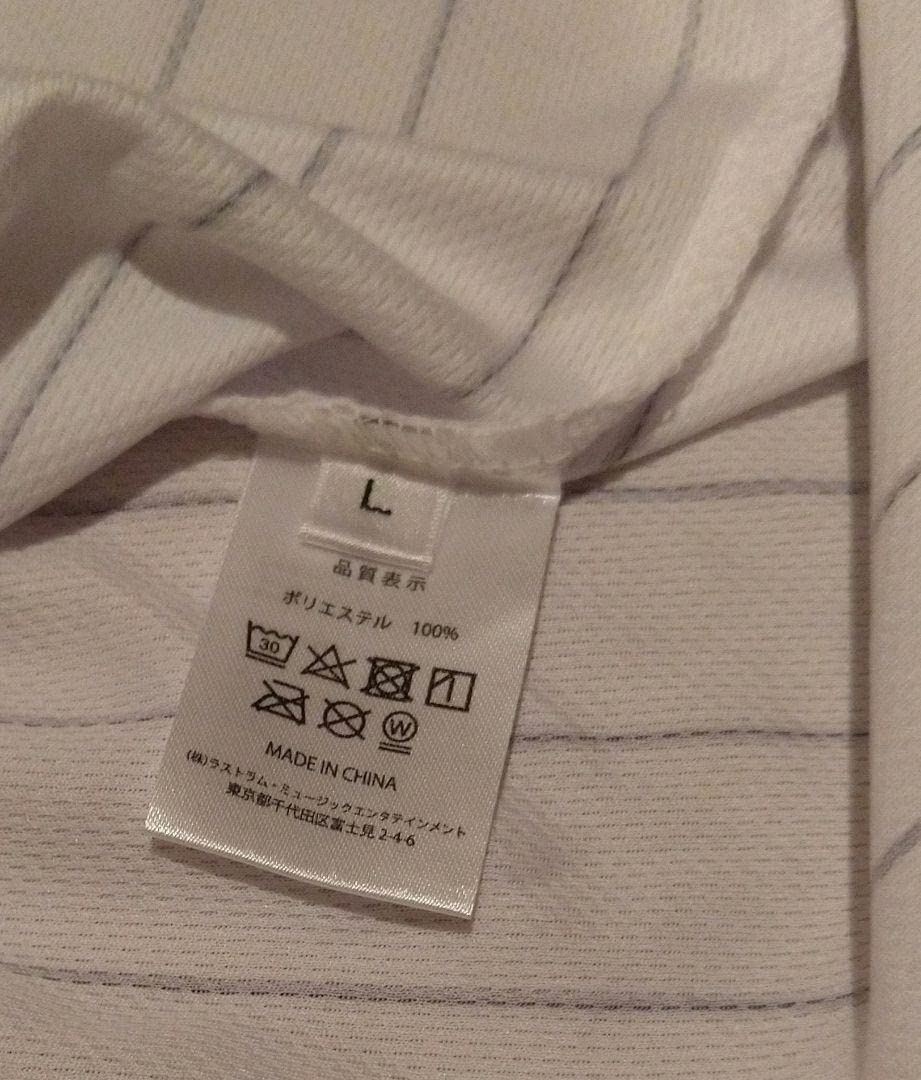 L
品質表示
ポリエステル 100%
30
W
MADE IN CHINA
(株)ラストラム・ミュージックエンタテインメント
東京都千代田区富士見 2-4-6